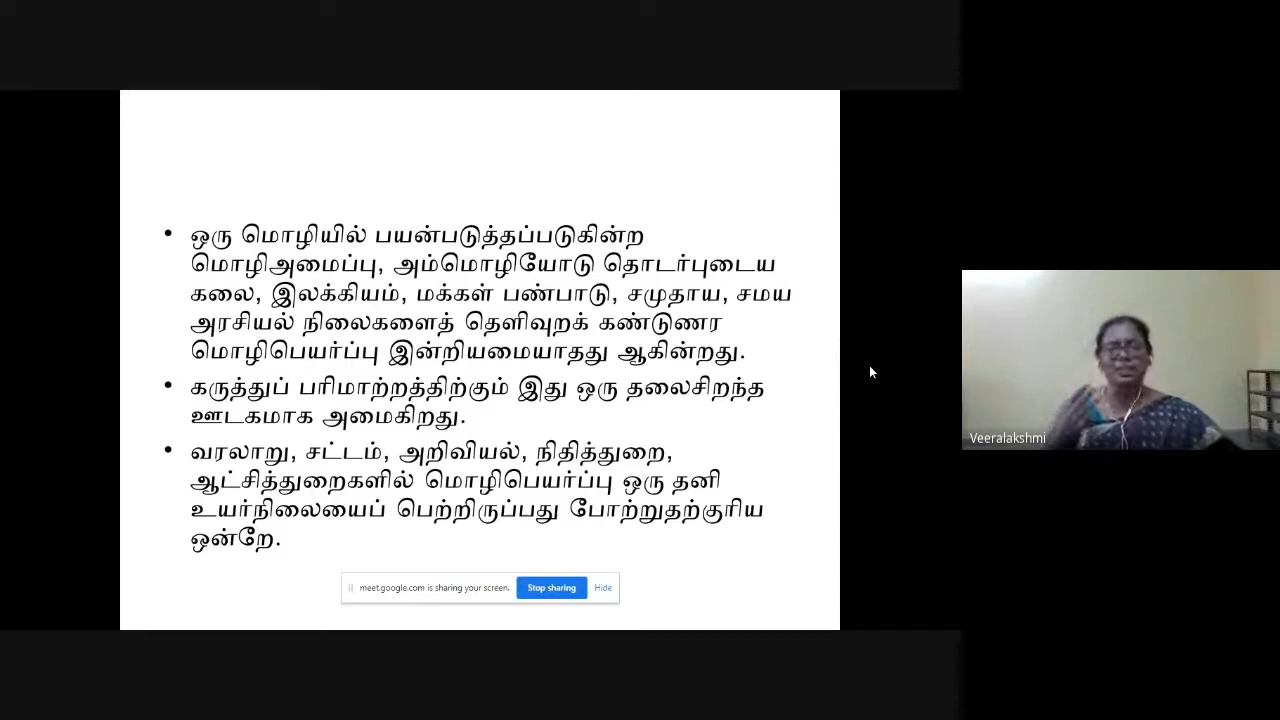 • ஒரு மொழியில் பயன்படுத்தப்படுகின்ற
மொழிஅமைப்பு, அம்மொழியோடு தொடர்புடைய
கலை, இலக்கியம், மக்கள் பண்பாடு, சமுதாய, சமய
அரசியல் நிலைகளைத் தெளிவுறக் கண்டுணர
மொழிபெயர்ப்பு இன்றியமையாதது ஆகின்றது.
• கருத்துப் பரிமாற்றத்திற்கும் இது ஒரு தலைசிறந்த
ஊடகமாக அமைகிறது.
• வரலாறு, சட்டம், அறிவியல், நிதித்துறை,
ஆட்சித்துறைகளில் மொழிபெயர்ப்பு ஒரு தனி
உயர்நிலையைப் பெற்றிருப்பது போற்றுதற்குரிய
ஒன்றே.
meet.google.com is sharing your screen. Stop sharing Hide
Veeralakshmi